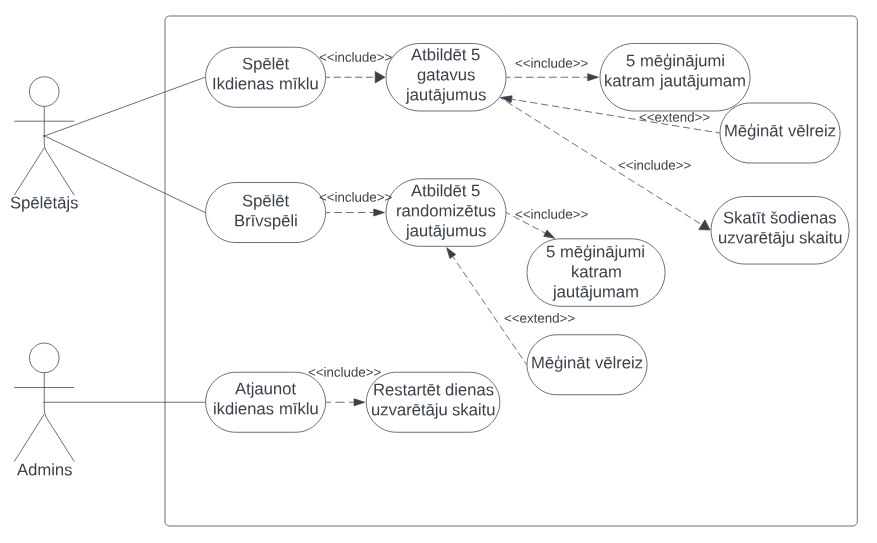 Spēlētājs
Spēlēt
Ikdienas mīklu
<<include>>
Atbildēt 5
gatavus
jautājumus
<<include>>
5 mēģinājumi
katram jautājumam
<<extend>>
Mēģināt vēlreiz
<<include>>
Skatīt šodienas
uzvarētāju skaitu
Spēlēt
Brīvspēli
<<include>>
Atbildēt 5
randomizētus
jautājumus
<<include>>
5 mēģinājumi
katram
jautājumam
<<extend>>
Mēģināt vēlreiz
Admins
Atjaunot
ikdienas mīklu
<<include>>
Restartēt dienas
uzvarētāju skaitu